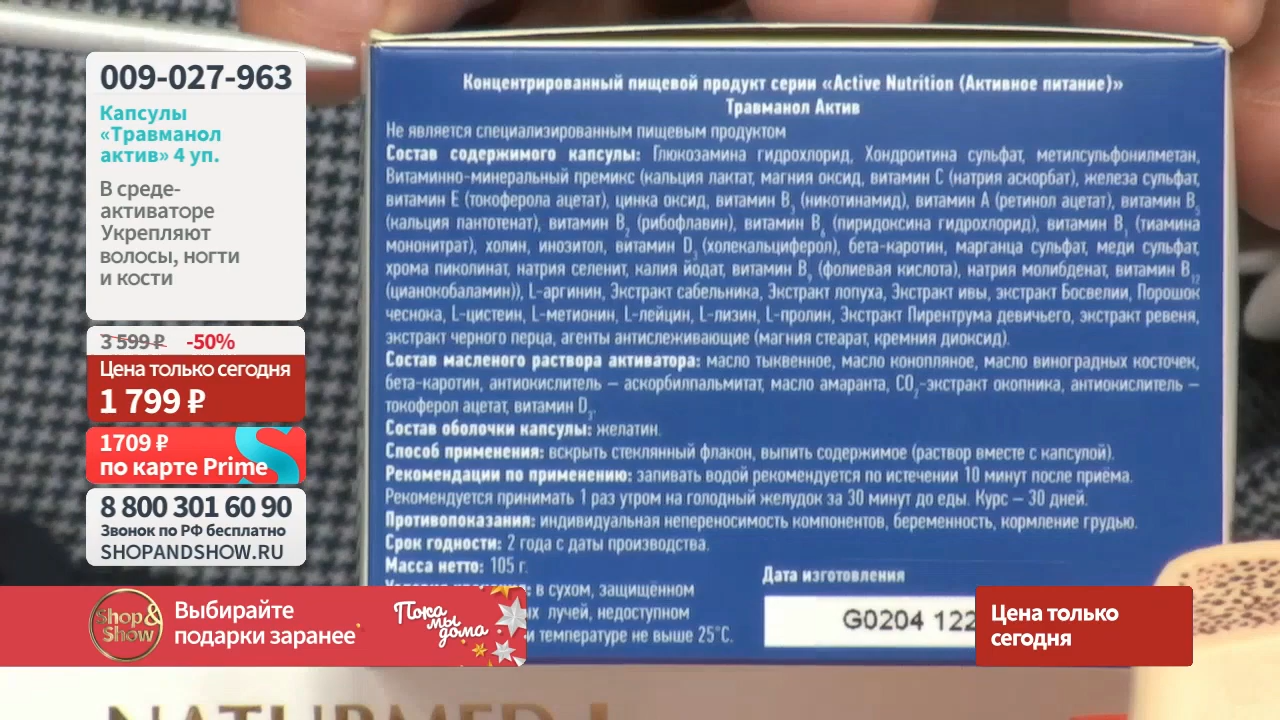 009-027-963
Капсулы
«Травманол
актив» 4 уп.
В среде-
активаторе
Укрепляют
волосы, ногти
и кости
3 599 ₽ -50%
Цена только сегодня
1 799 ₽
1709 ₽
по карте Prime
8 800 301 60 90
Звонок по РФ бесплатно
SHOPANDSHOW.RU
Концентрированный пищевой продукт серии «Active Nutrition (Активное питание)»
Травманол Актив
Не является специализированным пищевым продуктом
Состав содержимого капсулы: Глюкозамина гидрохлорид, Хондроитина сульфат, метилсульфонилметан,
Витаминно-минеральный премикс (кальция лактат, магния оксид, витамин С (натрия аскорбат), железа сульфат,
витамин Е (токоферола ацетат), цинка оксид, витамин В3 (никотинамид), витамин А (ретинол ацетат), витамин В5
(кальция пантотенат), витамин В2 (рибофлавин), витамин В6 (пиридоксина гидрохлорид), витамин В1 (тиамина
мононитрат), холин, инозитол, витамин D3 (холекальциферол), бета-каротин, марганца сульфат, меди сульфат,
хрома пиколинат, натрия селенит, калия йодат, витамин В9 (фолиевая кислота), натрия молибденат, витамин В12
(цианокобаламин)), L-аргинин, Экстракт сабельника, Экстракт лопуха, Экстракт ивы, экстракт Босвелии, Порошок
чеснока, L-цистеин, L-метионин, L-лейцин, L-лизин, L-пролин, Экстракт Пирентрума девичьего, экстракт ревеня,
экстракт черного перца, агенты антислеживающие (магния стеарат, кремния диоксид).
Состав масленого раствора активатора: масло тыквенное, масло конопляное, масло виноградных косточек,
бета-каротин, антиокислитель – аскорбилпальмитат, масло амаранта, СО2-экстракт окопника, антиокислитель –
токоферол ацетат, витамин D3.
Состав оболочки капсулы: желатин.
Способ применения: вскрыть стеклянный флакон, выпить содержимое (раствор вместе с капсулой).
Рекомендации по применению: запивать водой рекомендуется по истечении 10 минут после приёма.
Рекомендуется принимать 1 раз утром на голодный желудок за 30 минут до еды. Курс – 30 дней.
Противопоказания: индивидуальная непереносимость компонентов, беременность, кормление грудью.
Срок годности: 2 года с даты производства.
Масса нетто: 105 г.
в сухом, защищённом
лучей, недоступном
и температуре не выше 25°С.
Дата изготовления
G0204 122
Shop&
Show
Выбирайте
подарки заранее
Пока
мы
дома
Цена только
сегодня